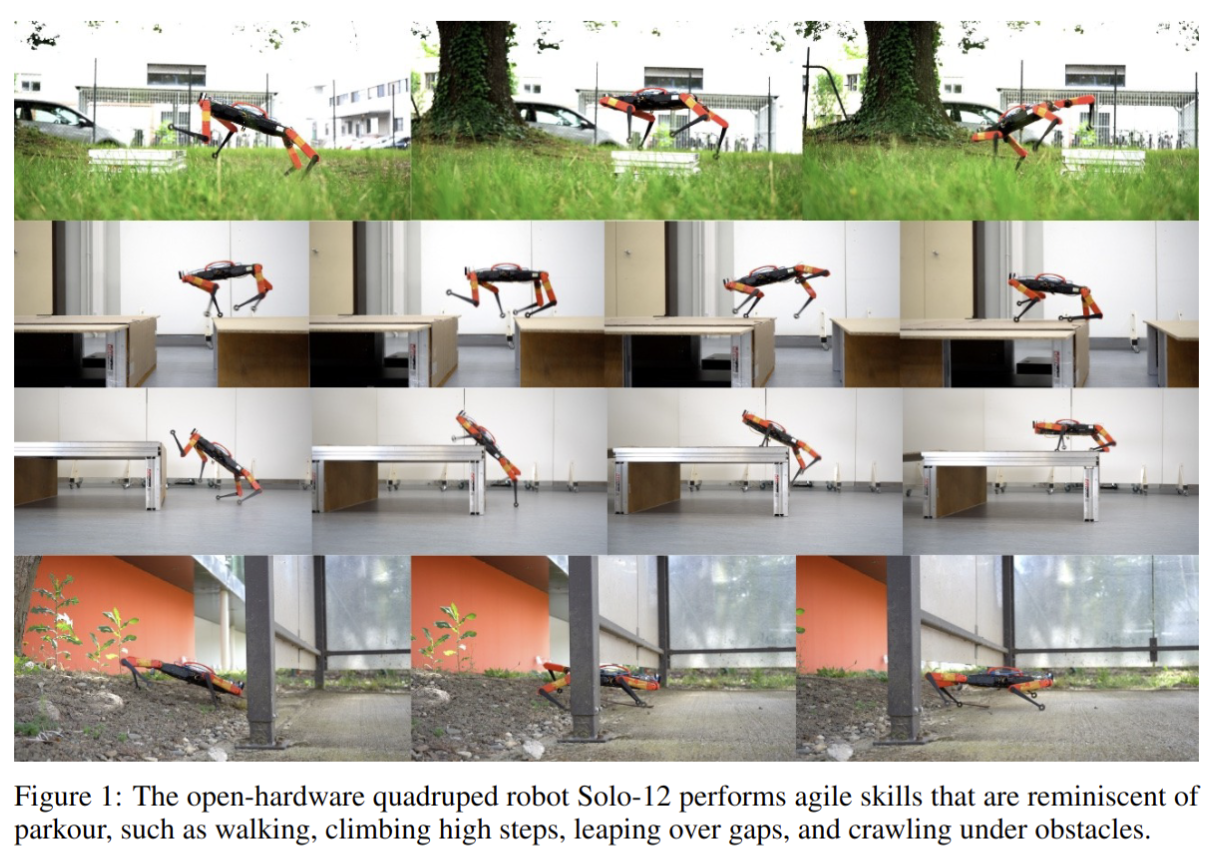 Figure 1: The open-hardware quadruped robot Solo-12 performs agile skills that are reminiscent of
parkour, such as walking, climbing high steps, leaping over gaps, and crawling under obstacles.